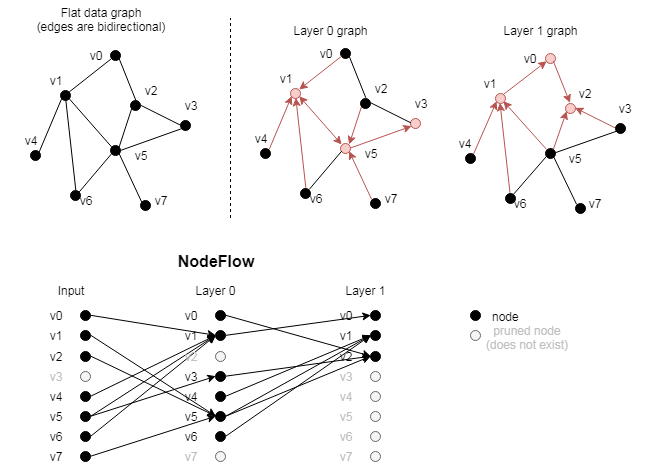 Flat data graph
(edges are bidirectional)
v0
v1
v2
v3
v4
v5
v6
v7
Layer 0 graph
v0
v1
v2
v3
v4
v5
v6
v7
Layer 1 graph
v0
v1
v2
v3
v4
v5
v6
v7
NodeFlow
Input
v0
v1
v2
v3
v4
v5
v6
v7
Layer 0
v0
v1
v2
v3
v4
v5
v6
v7
Layer 1
v0
v1
v2
v3
v4
v5
v6
v7
node
pruned node
(does not exist)